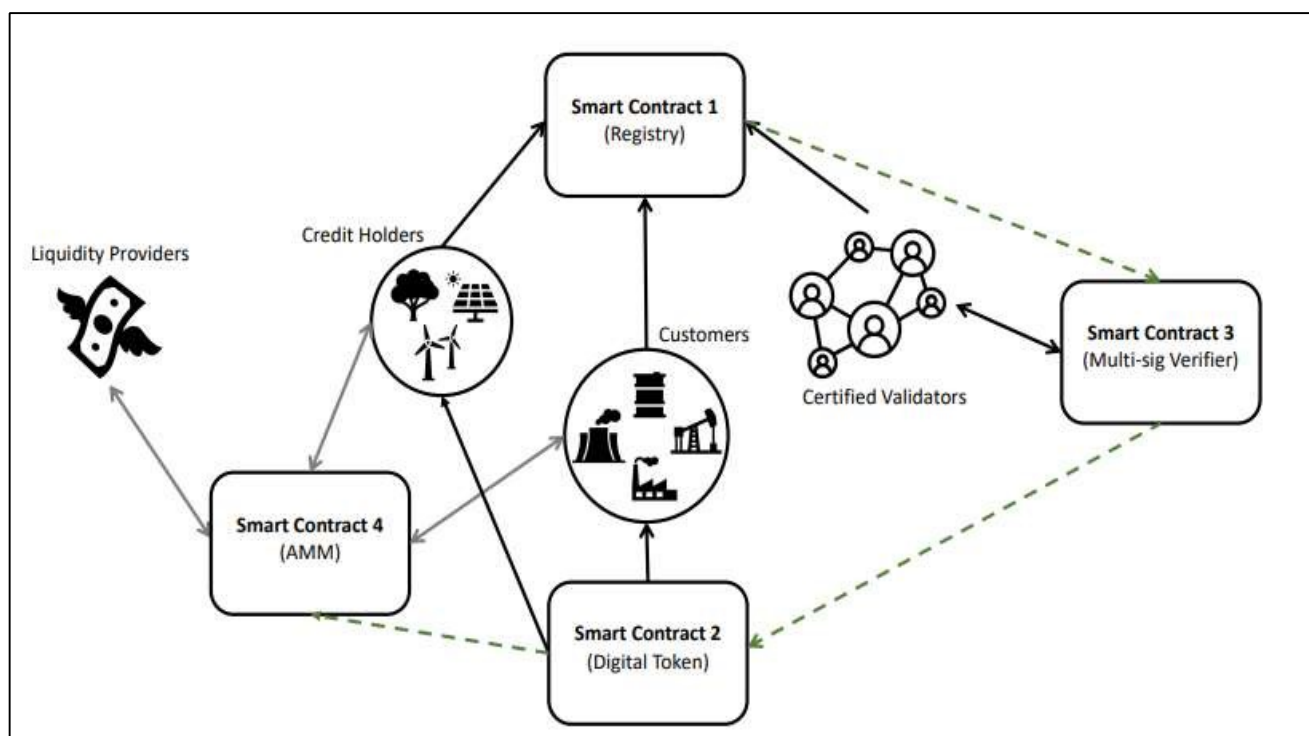 Smart Contract 1
(Registry)
Credit Holders
Liquidity Providers
Customers
Smart Contract 3
(Multi-sig Verifier)
Certified Validators
Smart Contract 4
(AMM)
Smart Contract 2
(Digital Token)